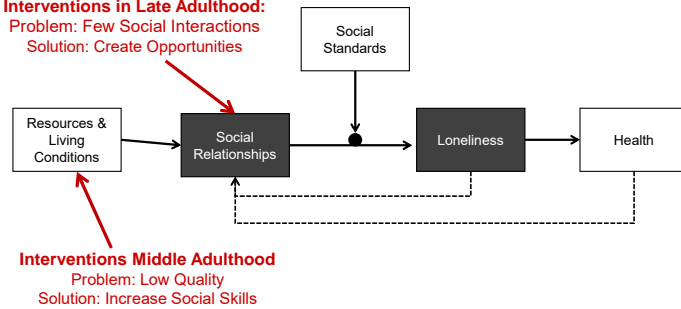 Interventions in Late Adulthood:
Problem: Few Social Interactions
Solution: Create Opportunities
Social
Standards
Resources &
Living
Conditions
Social
Relationships
Loneliness
Health
Interventions Middle Adulthood
Problem: Low Quality
Solution: Increase Social Skills